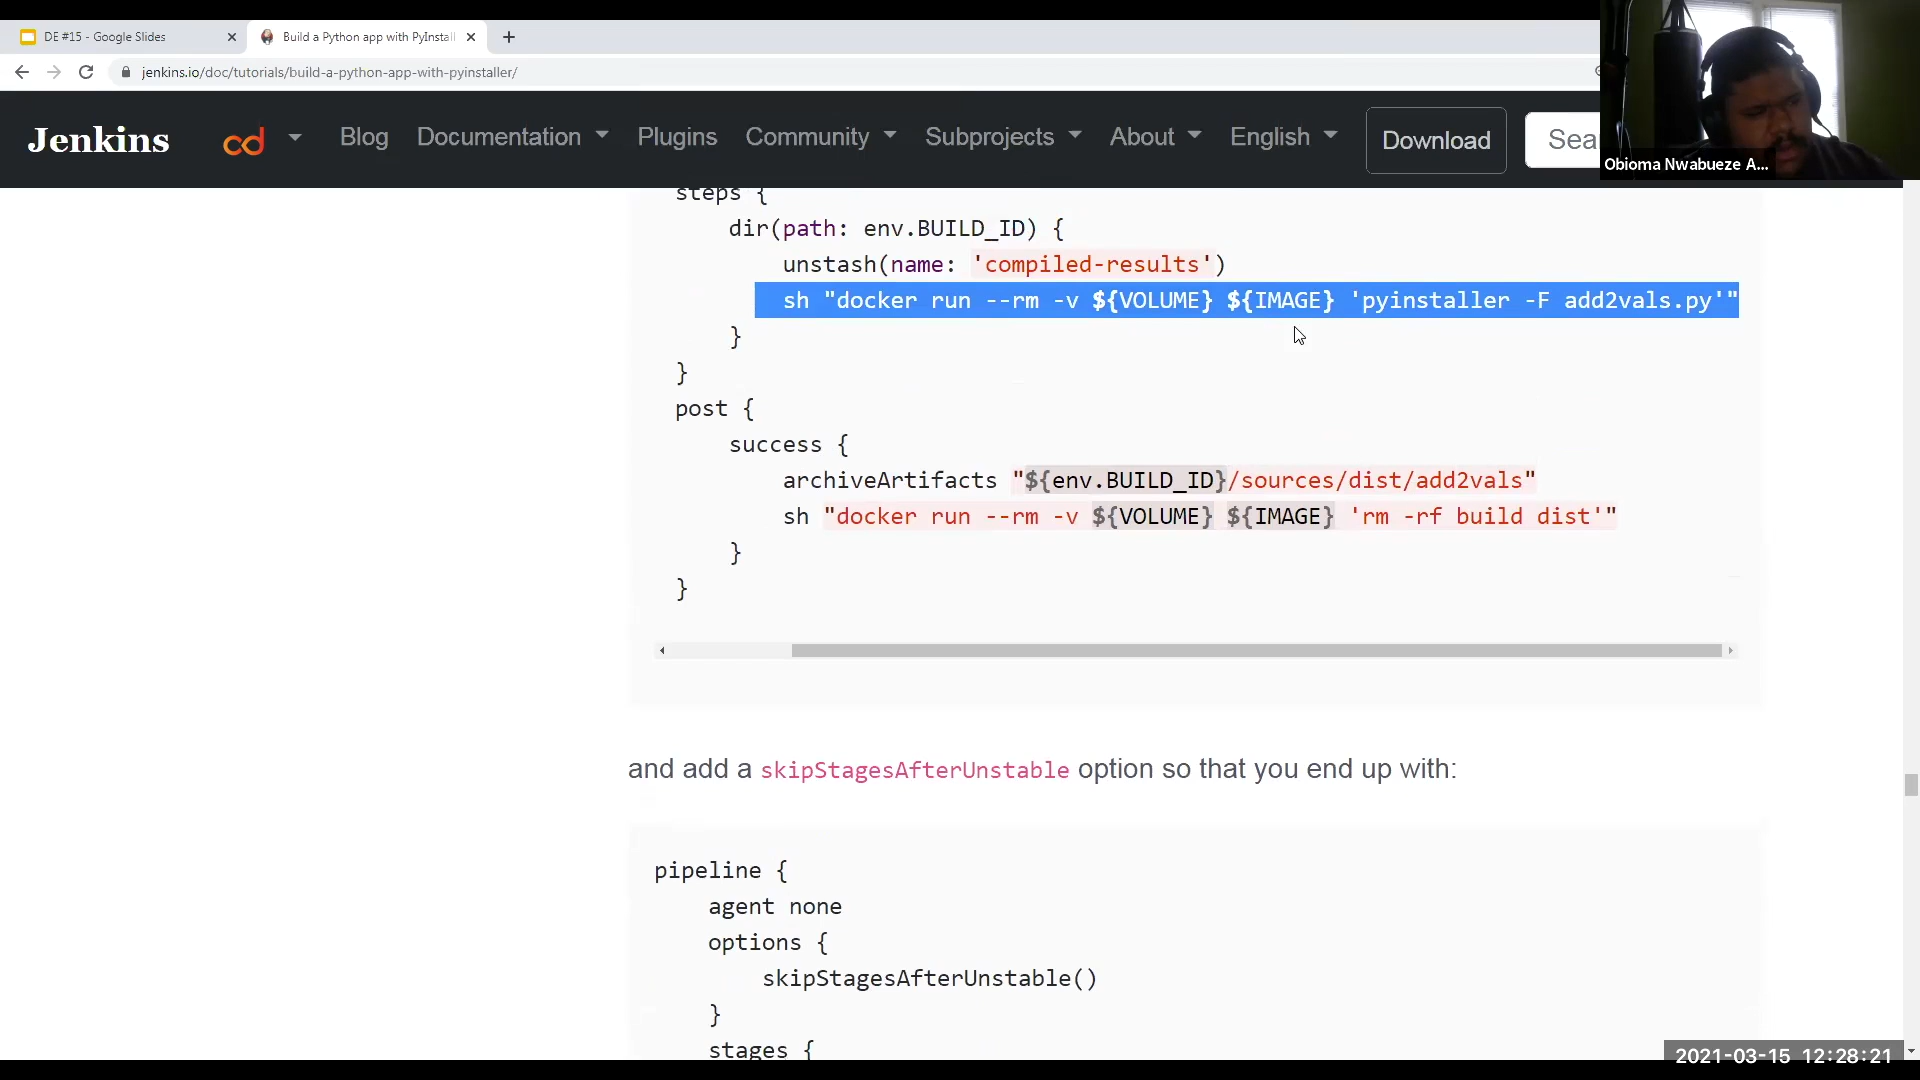 DE #15 - Google Slides
Build a Python app with PyInstall
jenkins.io/doc/tutorials/build-a-python-app-with-pyinstaller/
Jenkins
cd
Blog
Documentation
Plugins
Community
Subprojects
About
English
Download
Sea
Obioma Nwabueze A...
steps {
dir(path: env.BUILD_ID) {
unstash(name: 'compiled-results')
sh "docker run --rm -v ${VOLUME} ${IMAGE} 'pyinstaller -F add2vals.py'"
}
}
post {
success {
archiveArtifacts "${env.BUILD_ID}/sources/dist/add2vals"
sh "docker run --rm -v ${VOLUME} ${IMAGE} 'rm -rf build dist'"
}
}
and add a skipStagesAfterUnstable option so that you end up with:
pipeline {
agent none
options {
skipStagesAfterUnstable()
}
stages {
2021-03-15 12:28:21